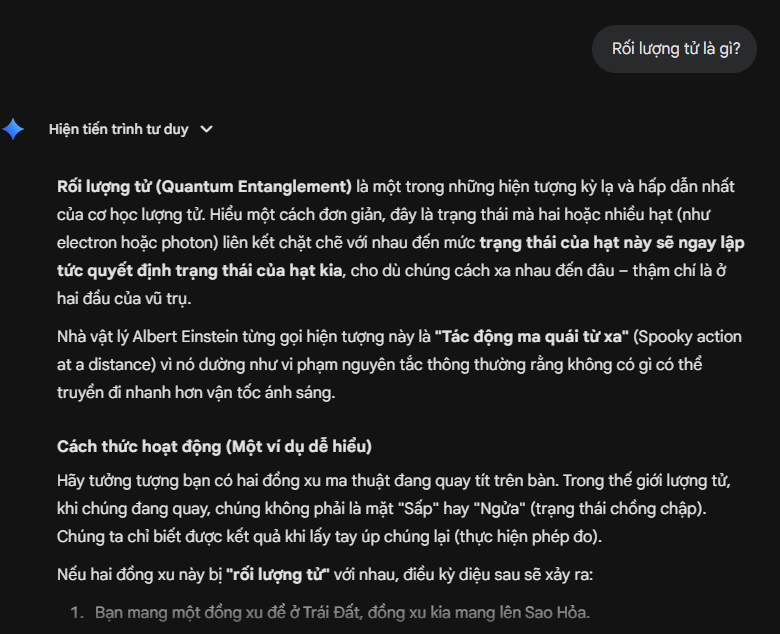 Rối lượng tử là gì?
Hiện tiến trình tư duy
Rối lượng tử (Quantum Entanglement) là một trong những hiện tượng kỳ lạ và hấp dẫn nhất
của cơ học lượng tử. Hiểu một cách đơn giản, đây là trạng thái mà hai hoặc nhiều hạt (như
electron hoặc photon) liên kết chặt chẽ với nhau đến mức trạng thái của hạt này sẽ ngay lập
tức quyết định trạng thái của hạt kia, cho dù chúng cách xa nhau đến đâu – thậm chí là ở
hai đầu của vũ trụ.
Nhà vật lý Albert Einstein từng gọi hiện tượng này là "Tác động ma quái từ xa" (Spooky action
at a distance) vì nó dường như vi phạm nguyên tắc thông thường rằng không có gì có thể
truyền đi nhanh hơn vận tốc ánh sáng.
Cách thức hoạt động (Một ví dụ dễ hiểu)
Hãy tưởng tượng bạn có hai đồng xu ma thuật đang quay tít trên bàn. Trong thế giới lượng tử,
khi chúng đang quay, chúng không phải là mặt "Sấp" hay "Ngửa" (trạng thái chồng chập).
Chúng ta chỉ biết được kết quả khi lấy tay úp chúng lại (thực hiện phép đo).
Nếu hai đồng xu này bị "rối lượng tử" với nhau, điều kỳ diệu sau sẽ xảy ra:
1. Bạn mang một đồng xu để ở Trái Đất, đồng xu kia mang lên Sao Hỏa.